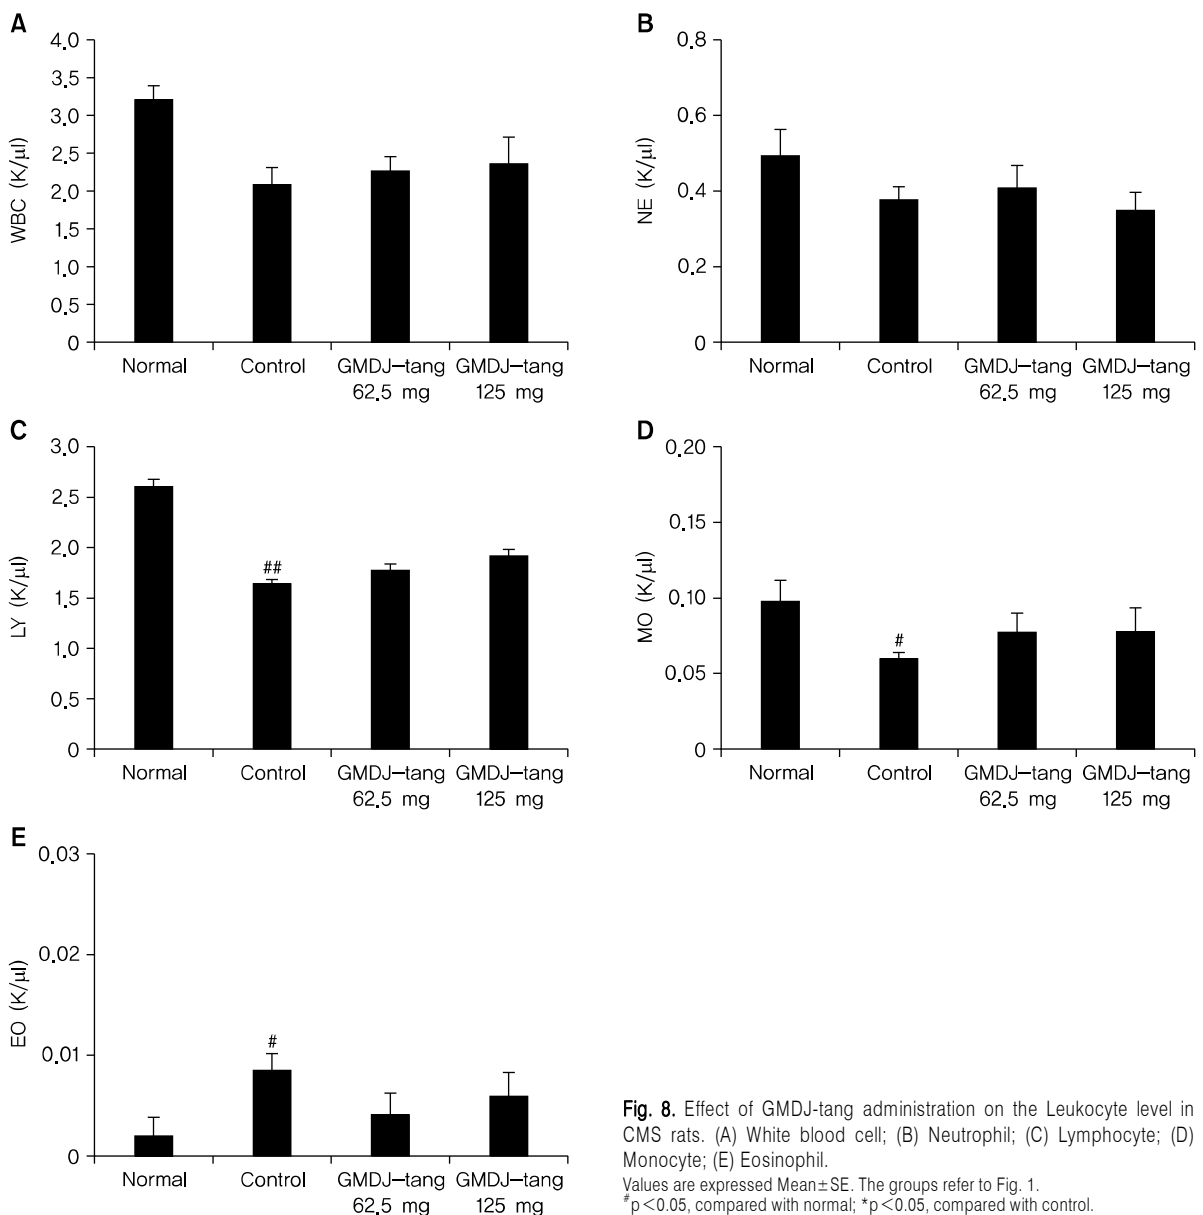 A
4.0
3.5
3.0
2.5
2.0
1.5
1.0
0.5
0
WBC (K/μl)
Normal
Control
GMDJ–tang
62.5 mg
GMDJ–tang
125 mg
B
0.8
0.6
0.4
0.2
0
NE (K/μl)
Normal
Control
GMDJ–tang
62.5 mg
GMDJ–tang
125 mg
C
3.0
2.5
2.0
1.5
1.0
0.5
0
LY (K/μl)
##
Normal
Control
GMDJ–tang
62.5 mg
GMDJ–tang
125 mg
D
0.20
0.15
0.10
0.05
0
MO (K/μl)
#
Normal
Control
GMDJ–tang
62.5 mg
GMDJ–tang
125 mg
E
0.03
0.02
0.01
0
EO (K/μl)
#
Normal
Control
GMDJ–tang
62.5 mg
GMDJ–tang
125 mg
Fig. 8. Effect of GMDJ-tang administration on the Leukocyte level in
CMS rats. (A) White blood cell; (B) Neutrophil; (C) Lymphocyte; (D)
Monocyte; (E) Eosinophil.
Values are expressed Mean±SE. The groups refer to Fig. 1.
#p<0.05, compared with normal; *p<0.05, compared with control.